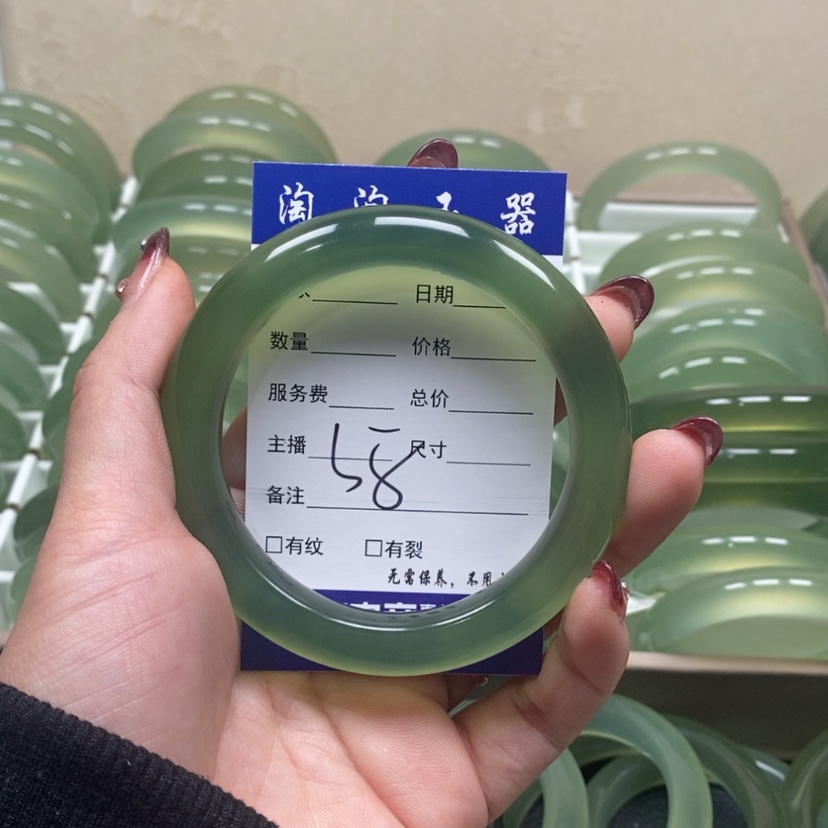 淘淘玉器
日期
数量 价格
服务费 总价
主播 58 尺寸
备注
□有纹 □有裂
无需保养，不用